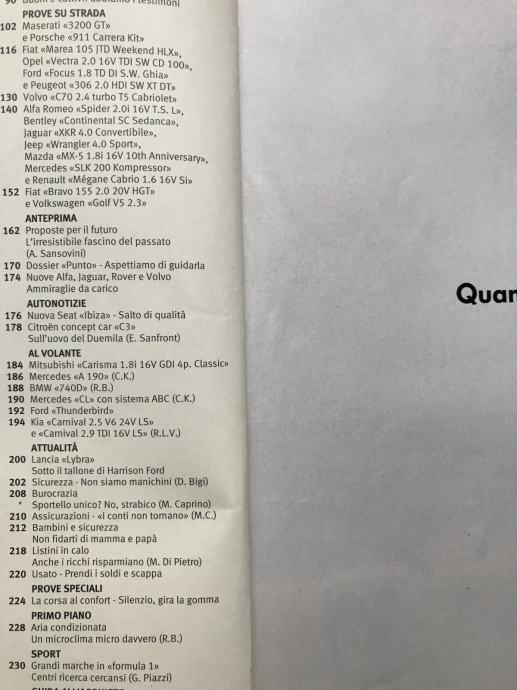 90 Buoni e cattivi abbiamo i testimoni
PROVE SU STRADA
102 Maserati «3200 GT»
e Porsche «911 Carrera Kit»
116 Fiat «Marea 105 JTD Weekend HLX»,
Opel «Vectra 2.0 16V TDI SW CD 100»,
Ford «Focus 1.8 TD DI S.W. Ghia»
e Peugeot «306 2.0 HDI SW XT DT»
130 Volvo «C70 2.4 turbo T5 Cabriolet»
140 Alfa Romeo «Spider 2.0i 16V T.S. L»,
Bentley «Continental SC Sedanca»,
Jaguar «XKR 4.0 Convertibile»,
Jeep «Wrangler 4.0 Sport»,
Mazda «MX-5 1.8i 16V 10th Anniversary»,
Mercedes «SLK 200 Kompressor»
e Renault «Mégane Cabrio 1.6 16V Si»
152 Fiat «Bravo 155 2.0 20V HGT»
e Volkswagen «Golf V5 2.3»
ANTEPRIMA
162 Proposte per il futuro
L'irresistibile fascino del passato
(A. Sansovini)
170 Dossier «Punto» - Aspettiamo di guidarla
174 Nuove Alfa, Jaguar, Rover e Volvo
Ammiraglie da carico
AUTONOTIZIE
176 Nuova Seat «Ibiza» - Salto di qualità
178 Citroën concept car «C3»
Sull'uovo del Duemila (E. Sanfront)
AL VOLANTE
184 Mitsubishi «Carisma 1.8i 16V GDI 4p. Classic»
186 Mercedes «A 190» (C.K.)
188 BMW «740D» (R.B.)
190 Mercedes «CL» con sistema ABC (C.K.)
192 Ford «Thunderbird»
194 Kia «Carnival 2.5 V6 24V LS»
e «Carnival 2.9 TDI 16V LS» (R.L.V.)
ATTUALITÀ
200 Lancia «Lybra»
Sotto il tallone di Harrison Ford
202 Sicurezza - Non siamo manichini (D. Bigi)
208 Burocrazia
Sportello unico? No, strabico (M. Caprino)
210 Assicurazioni - «I conti non tornano» (M.C.)
212 Bambini e sicurezza
Non fidarti di mamma e papà
218 Listini in calo
Anche i ricchi risparmiano (M. Di Pietro)
220 Usato - Prendi i soldi e scappa
PROVE SPECIALI
224 La corsa al confort - Silenzio, gira la gomma
PRIMO PIANO
228 Aria condizionata
Un microclima micro davvero (R.B.)
SPORT
230 Grandi marche in «formula 1»
Centri ricerca cercansi (G. Piazzi)
Quan